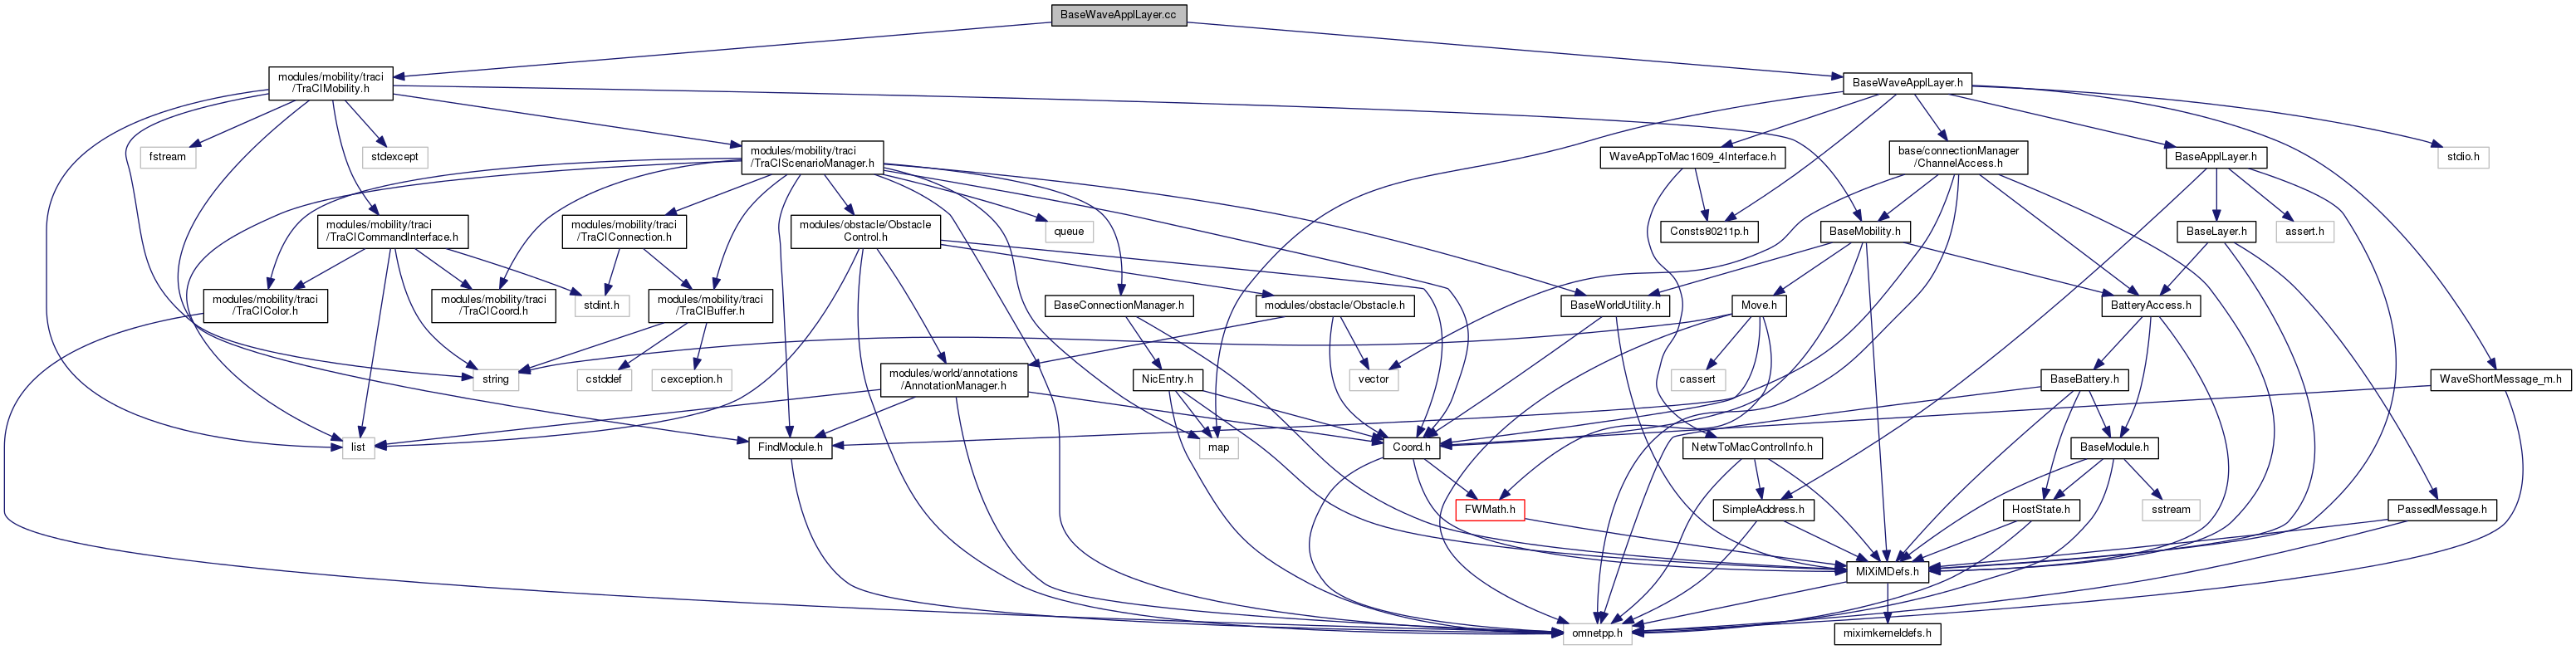 BaseWaveApplLayer.cc
modules/mobility/traci
/TraCIMobility.h
BaseWaveApplLayer.h
fstream
stdexcept
modules/mobility/traci
/TraCIScenarioManager.h
WaveAppToMac1609_4Interface.h
base/connectionManager
/ChannelAccess.h
BaseApplLayer.h
stdio.h
modules/mobility/traci
/TraCICommandInterface.h
modules/mobility/traci
/TraCIConnection.h
modules/obstacle/Obstacle
Control.h
queue
Consts80211p.h
BaseMobility.h
BaseLayer.h
assert.h
modules/mobility/traci
/TraCIColor.h
modules/mobility/traci
/TraCICoord.h
stdint.h
modules/mobility/traci
/TraCIBuffer.h
BaseConnectionManager.h
modules/obstacle/Obstacle.h
BaseWorldUtility.h
Move.h
BatteryAccess.h
string
cstddef
cexception.h
modules/world/annotations
/AnnotationManager.h
NicEntry.h
vector
cassert
BaseBattery.h
WaveShortMessage_m.h
list
FindModule.h
map
Coord.h
NetwToMacControlInfo.h
BaseModule.h
FWMath.h
SimpleAddress.h
HostState.h
sstream
PassedMessage.h
MiXiMDefs.h
omnetpp.h
miximkerneldefs.h